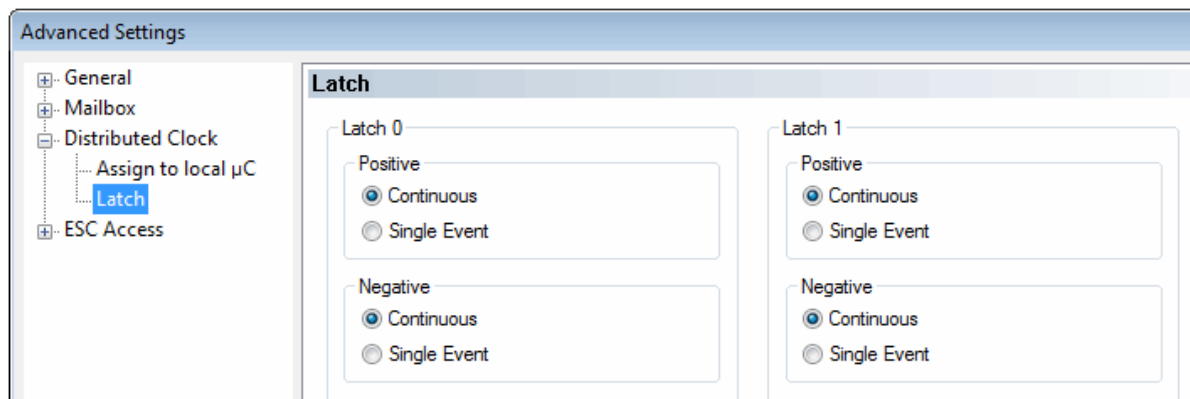 Advanced Settings
General
Mailbox
Distributed Clock
Assign to local µC
Latch
ESC Access
Latch
Latch 0
Positive
Continuous
Single Event
Negative
Continuous
Single Event
Latch 1
Positive
Continuous
Single Event
Negative
Continuous
Single Event